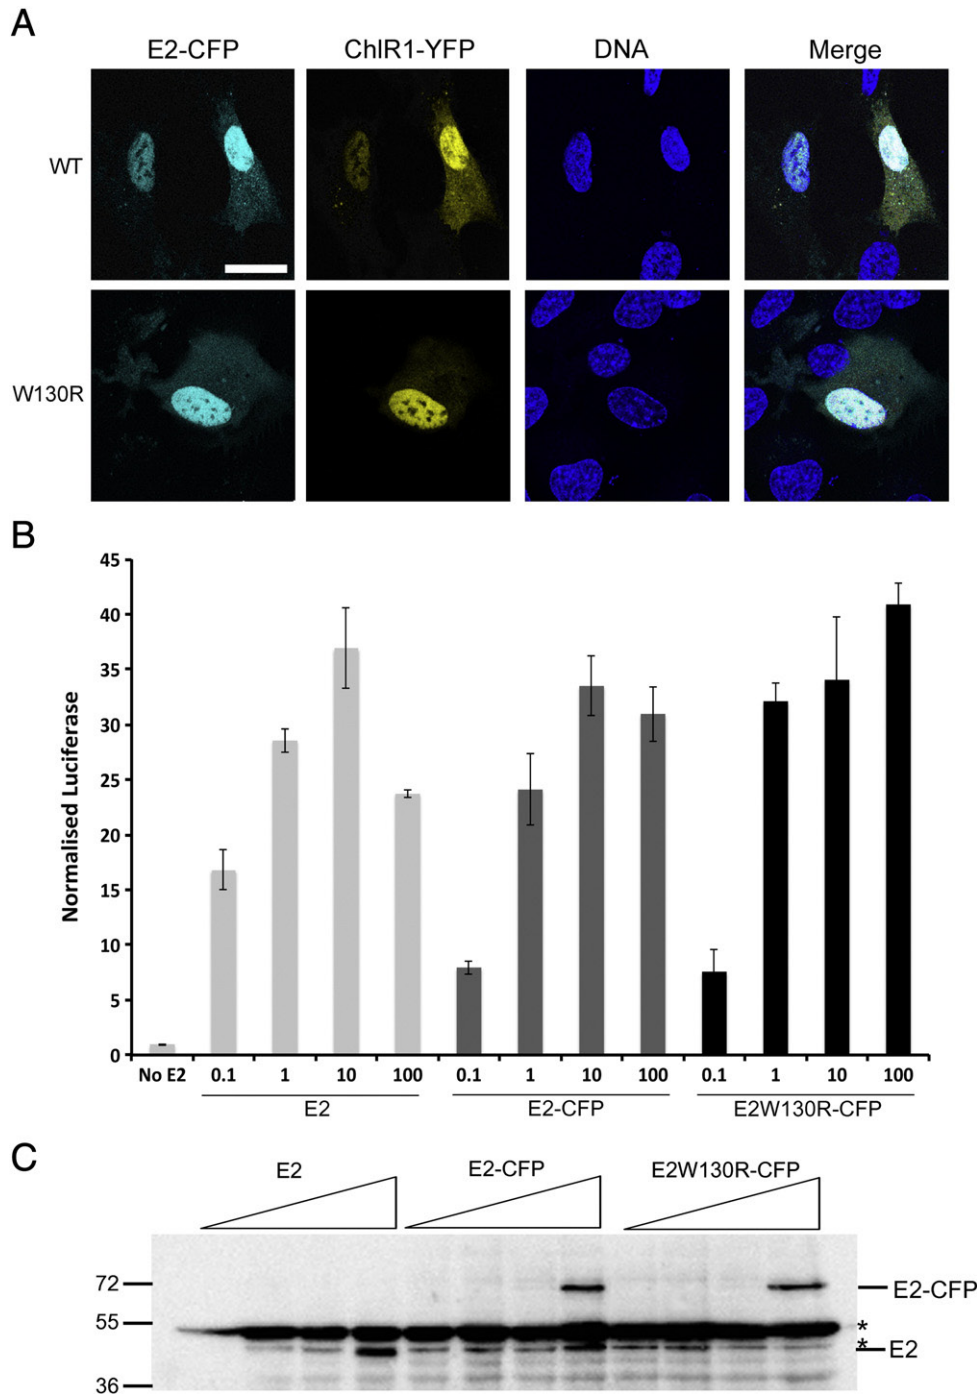 A
E2-CFP ChlR1-YFP DNA Merge
WT
W130R
B
Normalised Luciferase
45
40
35
30
25
20
15
10
5
0
No E2 0.1 1 10 100 0.1 1 10 100 0.1 1 10 100
E2 E2-CFP E2W130R-CFP
C
E2 E2-CFP E2W130R-CFP
72 E2-CFP
55 *
*
E2
36